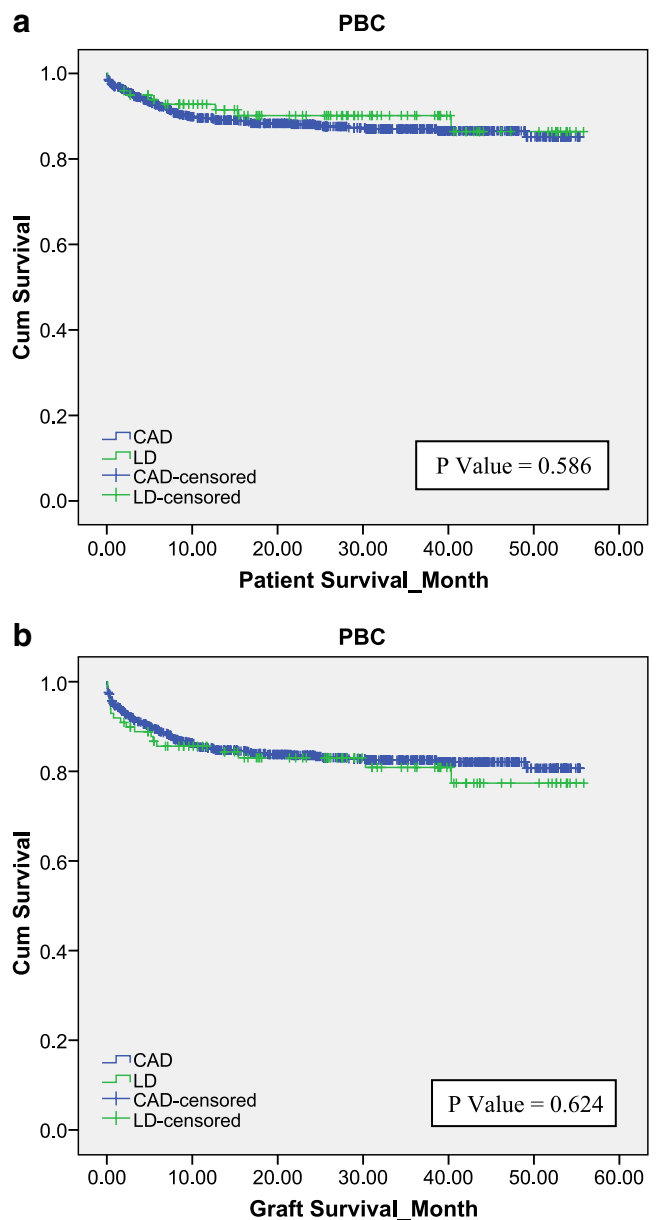 a
PBC
1.0
0.8
0.6
0.4
0.2
0.0
Cum Survival
CAD
LD
CAD-censored
LD-censored
P Value = 0.586
0.00 10.00 20.00 30.00 40.00 50.00 60.00
Patient Survival_Month
b
PBC
1.0
0.8
0.6
0.4
0.2
0.0
Cum Survival
CAD
LD
CAD-censored
LD-censored
P Value = 0.624
0.00 10.00 20.00 30.00 40.00 50.00 60.00
Graft Survival_Month